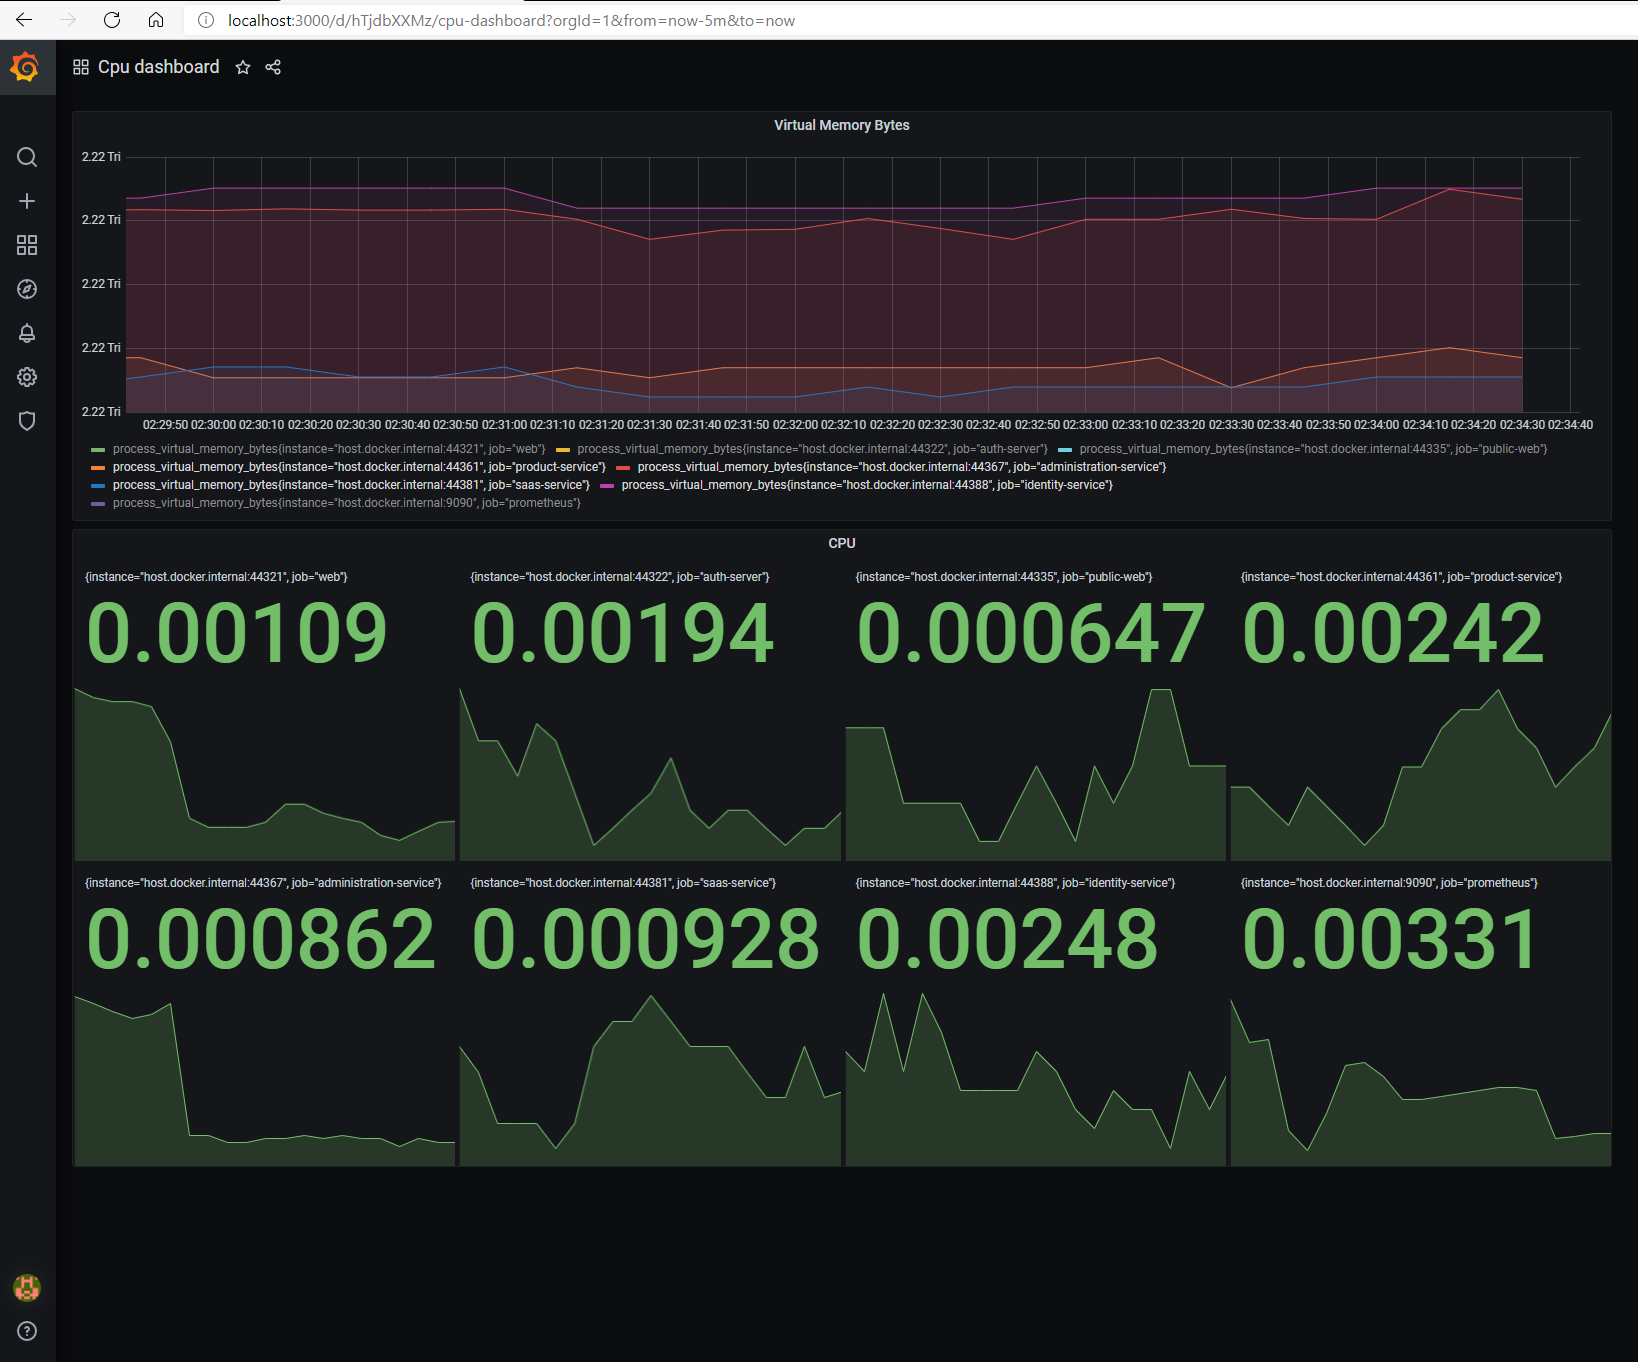 localhost:3000/d/hTjdbXXMz/cpu-dashboard?orgId=1&from=now-5m&to=now
Cpu dashboard
Virtual Memory Bytes
2.22 Tri
2.22 Tri
2.22 Tri
2.22 Tri
2.22 Tri
02:29:50 02:30:00 02:30:10 02:30:20 02:30:30 02:30:40 02:30:50 02:31:00 02:31:10 02:31:20 02:31:30 02:31:40 02:31:50 02:32:00 02:32:10 02:32:20 02:32:30 02:32:40 02:32:50 02:33:00 02:33:10 02:33:20 02:33:30 02:33:40 02:33:50 02:34:00 02:34:10 02:34:20 02:34:30 02:34:40
process_virtual_memory_bytes{instance="host.docker.internal:44321", job="web"} process_virtual_memory_bytes{instance="host.docker.internal:44322", job="auth-server"} process_virtual_memory_bytes{instance="host.docker.internal:44335", job="public-web"}
process_virtual_memory_bytes{instance="host.docker.internal:44361", job="product-service"} process_virtual_memory_bytes{instance="host.docker.internal:44367", job="administration-service"}
process_virtual_memory_bytes{instance="host.docker.internal:44381", job="saas-service"} process_virtual_memory_bytes{instance="host.docker.internal:44388", job="identity-service"}
process_virtual_memory_bytes{instance="host.docker.internal:9090", job="prometheus"}
CPU
{instance="host.docker.internal:44321", job="web"} {instance="host.docker.internal:44322", job="auth-server"} {instance="host.docker.internal:44335", job="public-web"} {instance="host.docker.internal:44361", job="product-service"}
0.00109 0.00194 0.000647 0.00242
{instance="host.docker.internal:44367", job="administration-service"} {instance="host.docker.internal:44381", job="saas-service"} {instance="host.docker.internal:44388", job="identity-service"} {instance="host.docker.internal:9090", job="prometheus"}
0.000862 0.000928 0.00248 0.00331